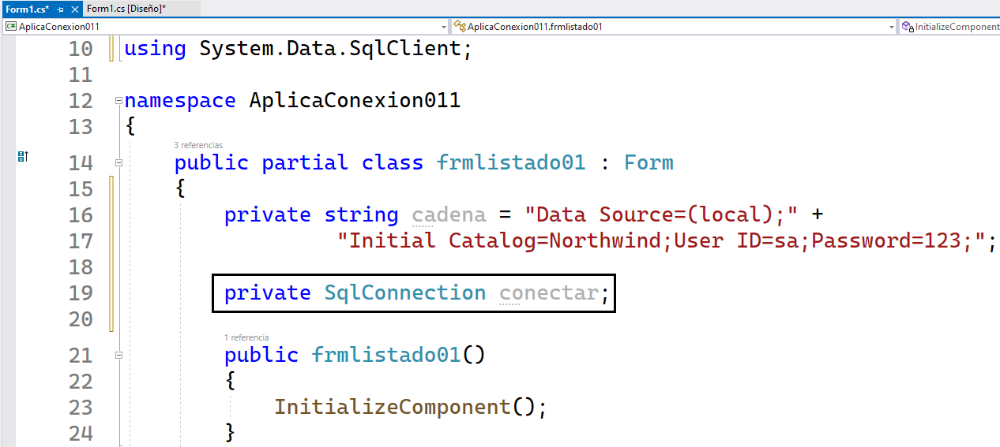 Form1.cs* Form1.cs [Diseño]*
C# AplicaConexion011 AplicaConexion011.frmlistado01 InitializeComponent
10 using System.Data.SqlClient;
11
12 namespace AplicaConexion011
13 {
3 referencias
14 public partial class frmlistado01 : Form
15 {
16 private string cadena = "Data Source=(local);" +
17 "Initial Catalog=Northwind;User ID=sa;Password=123;";
18
19 private SqlConnection conectar;
20
1 referencia
21 public frmlistado01()
22 {
23 InitializeComponent();
24 }